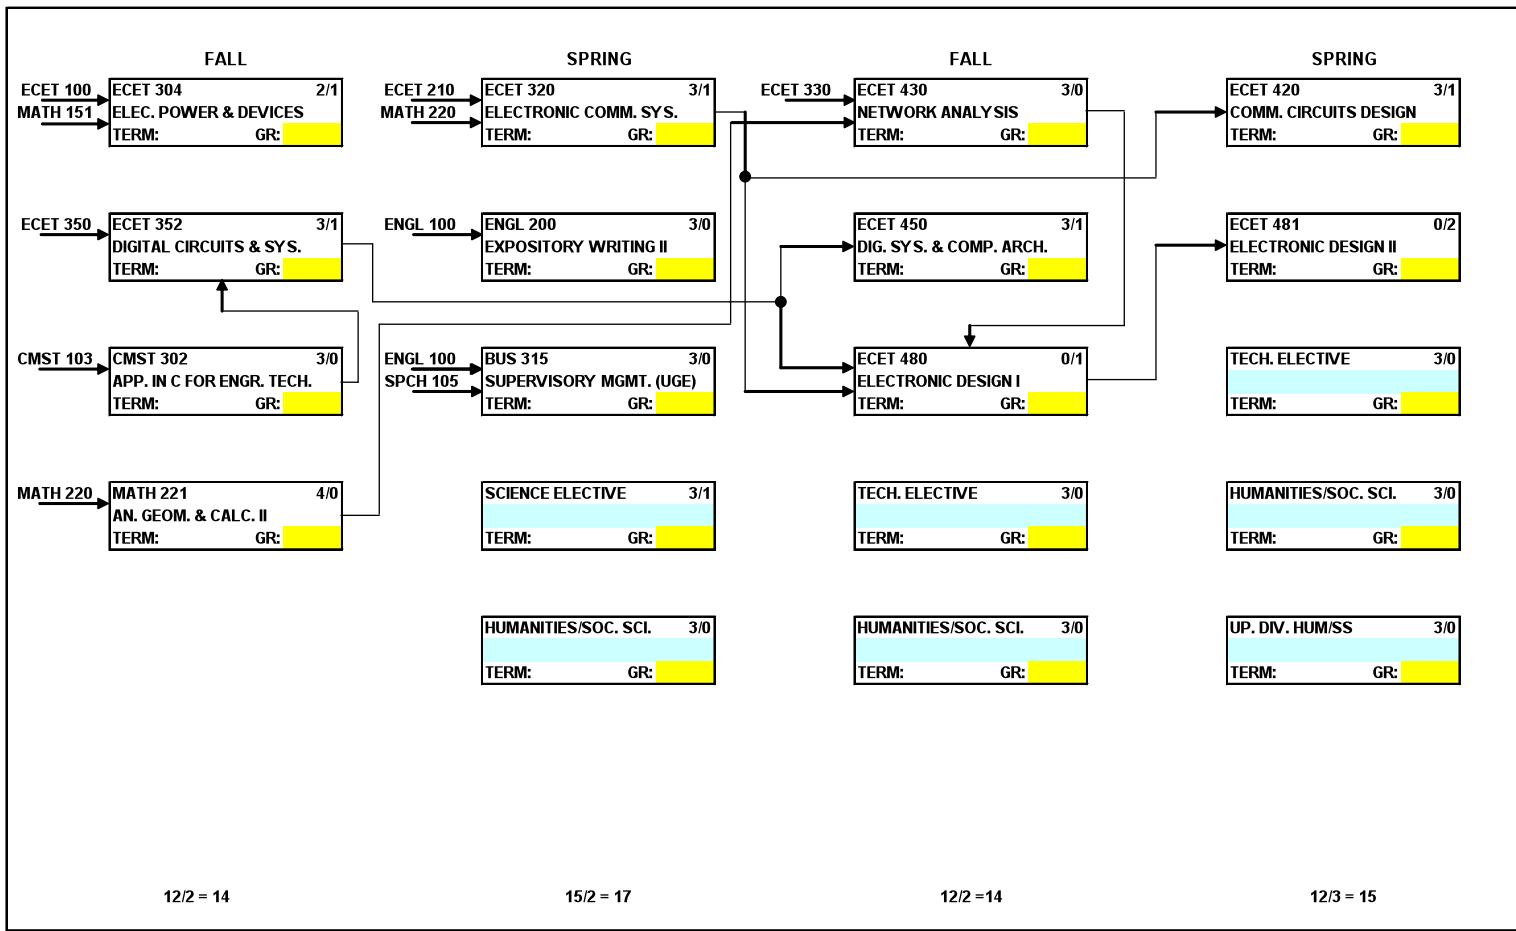 FALL SPRING FALL SPRING
ECET 100 ECET 304 2/1
MATH 151 ELEC. POWER & DEVICES
TERM: GR:
ECET 210 ECET 320 3/1
MATH 220 ELECTRONIC COMM. SYS.
TERM: GR:
ECET 330 ECET 430 3/0
NETWORK ANALYSIS
TERM: GR:
ECET 420 3/1
COMM. CIRCUITS DESIGN
TERM: GR:
ECET 350 ECET 352 3/1
DIGITAL CIRCUITS & SYS.
TERM: GR:
ENGL 100 ENGL 200 3/0
EXPOSITORY WRITING II
TERM: GR:
ECET 450 3/1
DIG. SYS. & COMP. ARCH.
TERM: GR:
ECET 481 0/2
ELECTRONIC DESIGN II
TERM: GR:
CMST 103 CMST 302 3/0
APP. IN C FOR ENGR. TECH.
TERM: GR:
ENGL 100 BUS 315 3/0
SPCH 105 SUPERVISORY MGMT. (UGE)
TERM: GR:
ECET 480 0/1
ELECTRONIC DESIGN I
TERM: GR:
TECH. ELECTIVE 3/0
TERM: GR:
MATH 220 MATH 221 4/0
AN. GEOM. & CALC. II
TERM: GR:
SCIENCE ELECTIVE 3/1
TERM: GR:
TECH. ELECTIVE 3/0
TERM: GR:
HUMANITIES/SOC. SCI. 3/0
TERM: GR:
HUMANITIES/SOC. SCI. 3/0
TERM: GR:
HUMANITIES/SOC. SCI. 3/0
TERM: GR:
UP. DIV. HUM/SS 3/0
TERM: GR:
12/2 = 14 15/2 = 17 12/2 =14 12/3 = 15